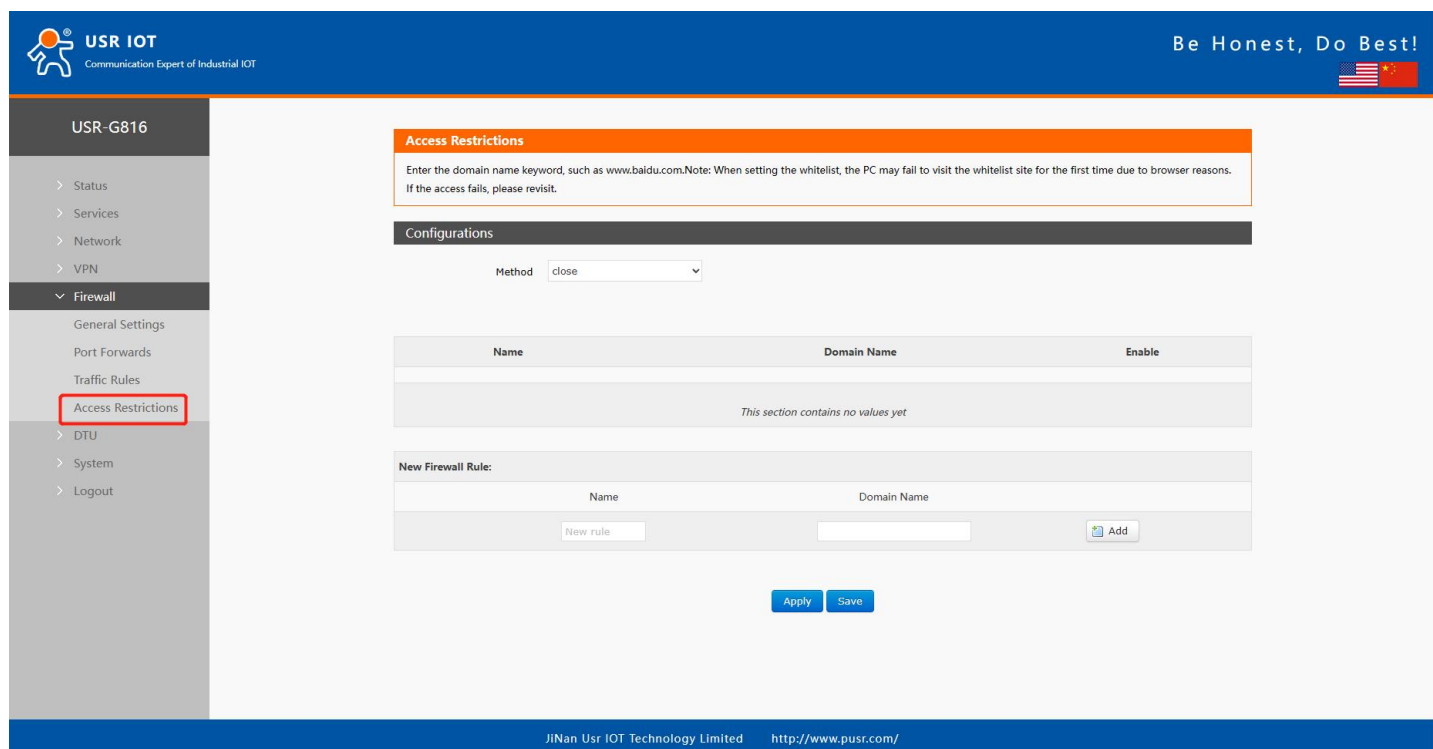 USR IOT
Communication Expert of Industrial IOT
®
Be Honest, Do Best!
USR-G816
Status
Services
Network
VPN
Firewall
General Settings
Port Forwards
Traffic Rules
Access Restrictions
DTU
System
Logout
Access Restrictions
Enter the domain name keyword, such as www.baidu.com.Note: When setting the whitelist, the PC may fail to visit the whitelist site for the first time due to browser reasons.
If the access fails, please revisit.
Configurations
Method close
Name Domain Name Enable
This section contains no values yet
New Firewall Rule:
Name Domain Name
New rule Add
Apply Save
JiNan Usr IOT Technology Limited http://www.pusr.com/